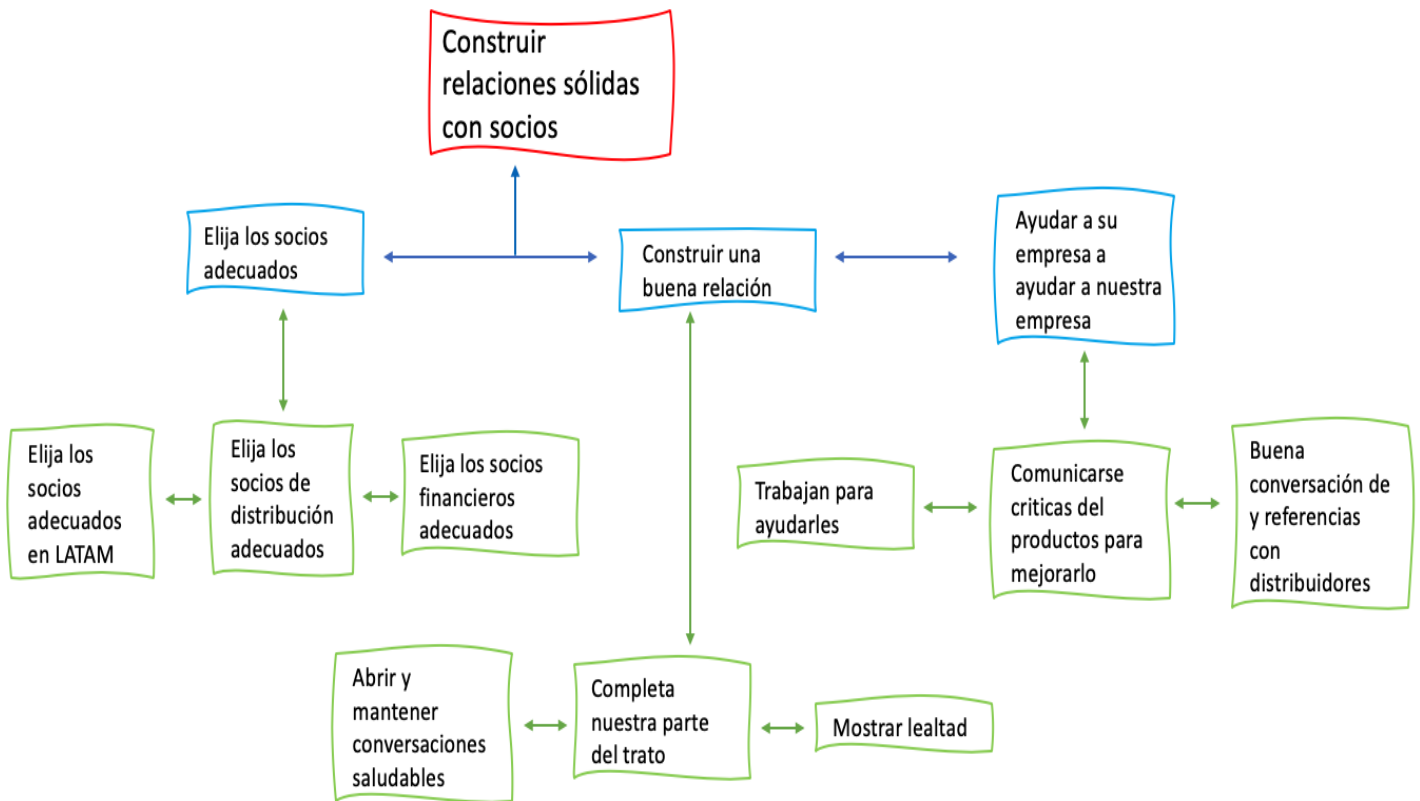 Construir
relaciones sólidas
con socios
Elija los socios
adecuados
Construir una
buena relación
Ayudar a su
empresa a
ayudar a nuestra
empresa
Elija los
socios
adecuados
en LATAM
Elija los
socios de
distribución
adecuados
Elija los socios
financieros
adecuados
Trabajan para
ayudarles
Comunicarse
criticas del
productos para
mejorarlo
Buena
conversación de
y referencias
con
distribuidores
Abrir y
mantener
conversaciones
saludables
Completa
nuestra parte
del trato
Mostrar lealtad